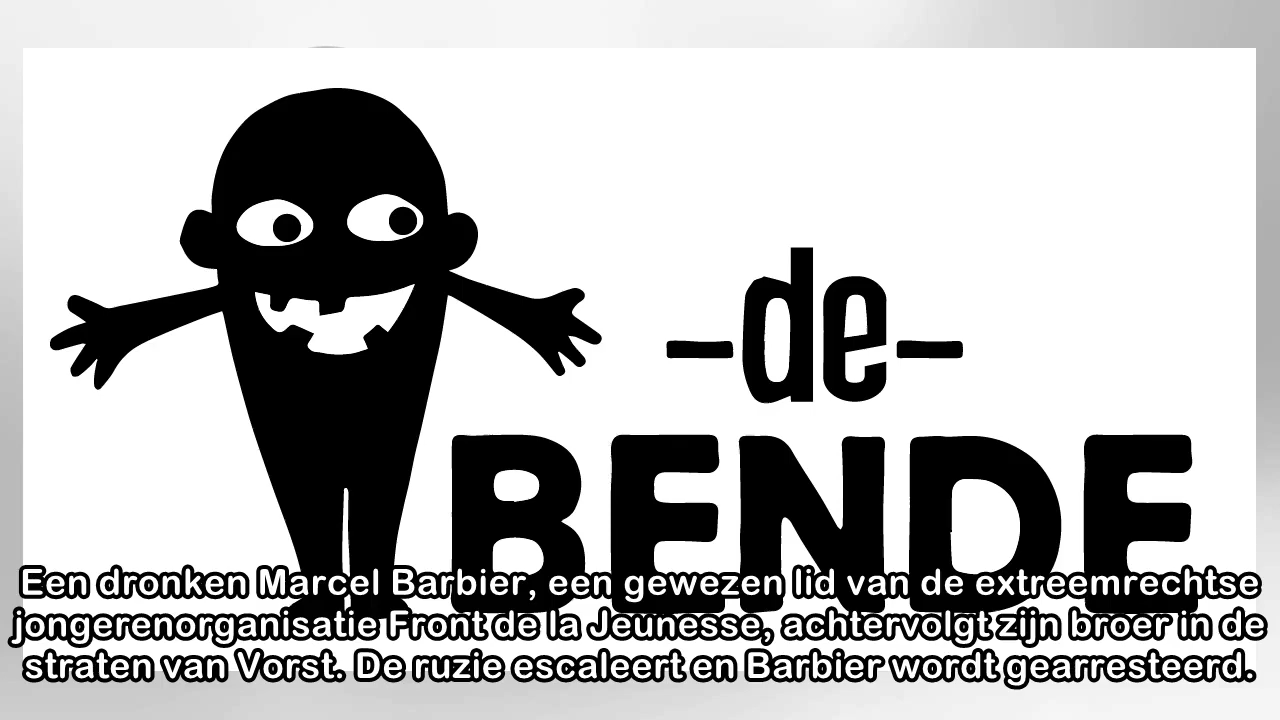 -de-
BENDE
Een dronken Marcel Barbier, een gewezen lid van de extreemrechtse
jongerenorganisatie Front de la Jeunesse, achtervolgt zijn broer in de
straten van Vorst. De ruzie escaleert en Barbier wordt gearresteerd.